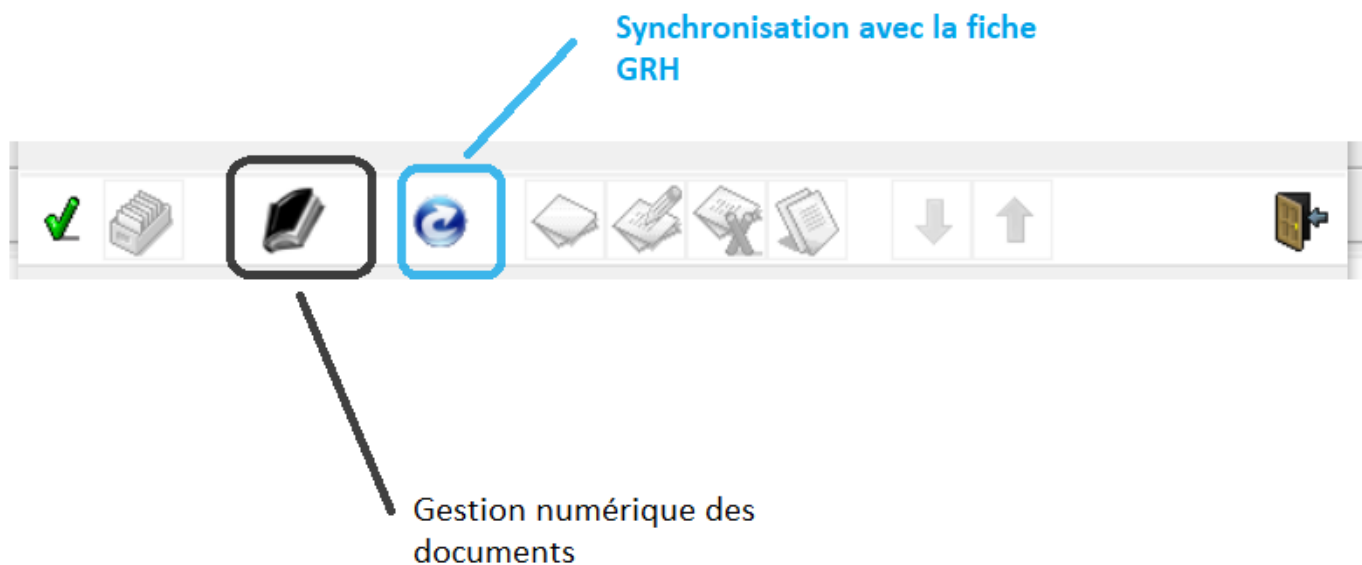 Synchronisation avec la fiche
GRH
Gestion numérique des
documents